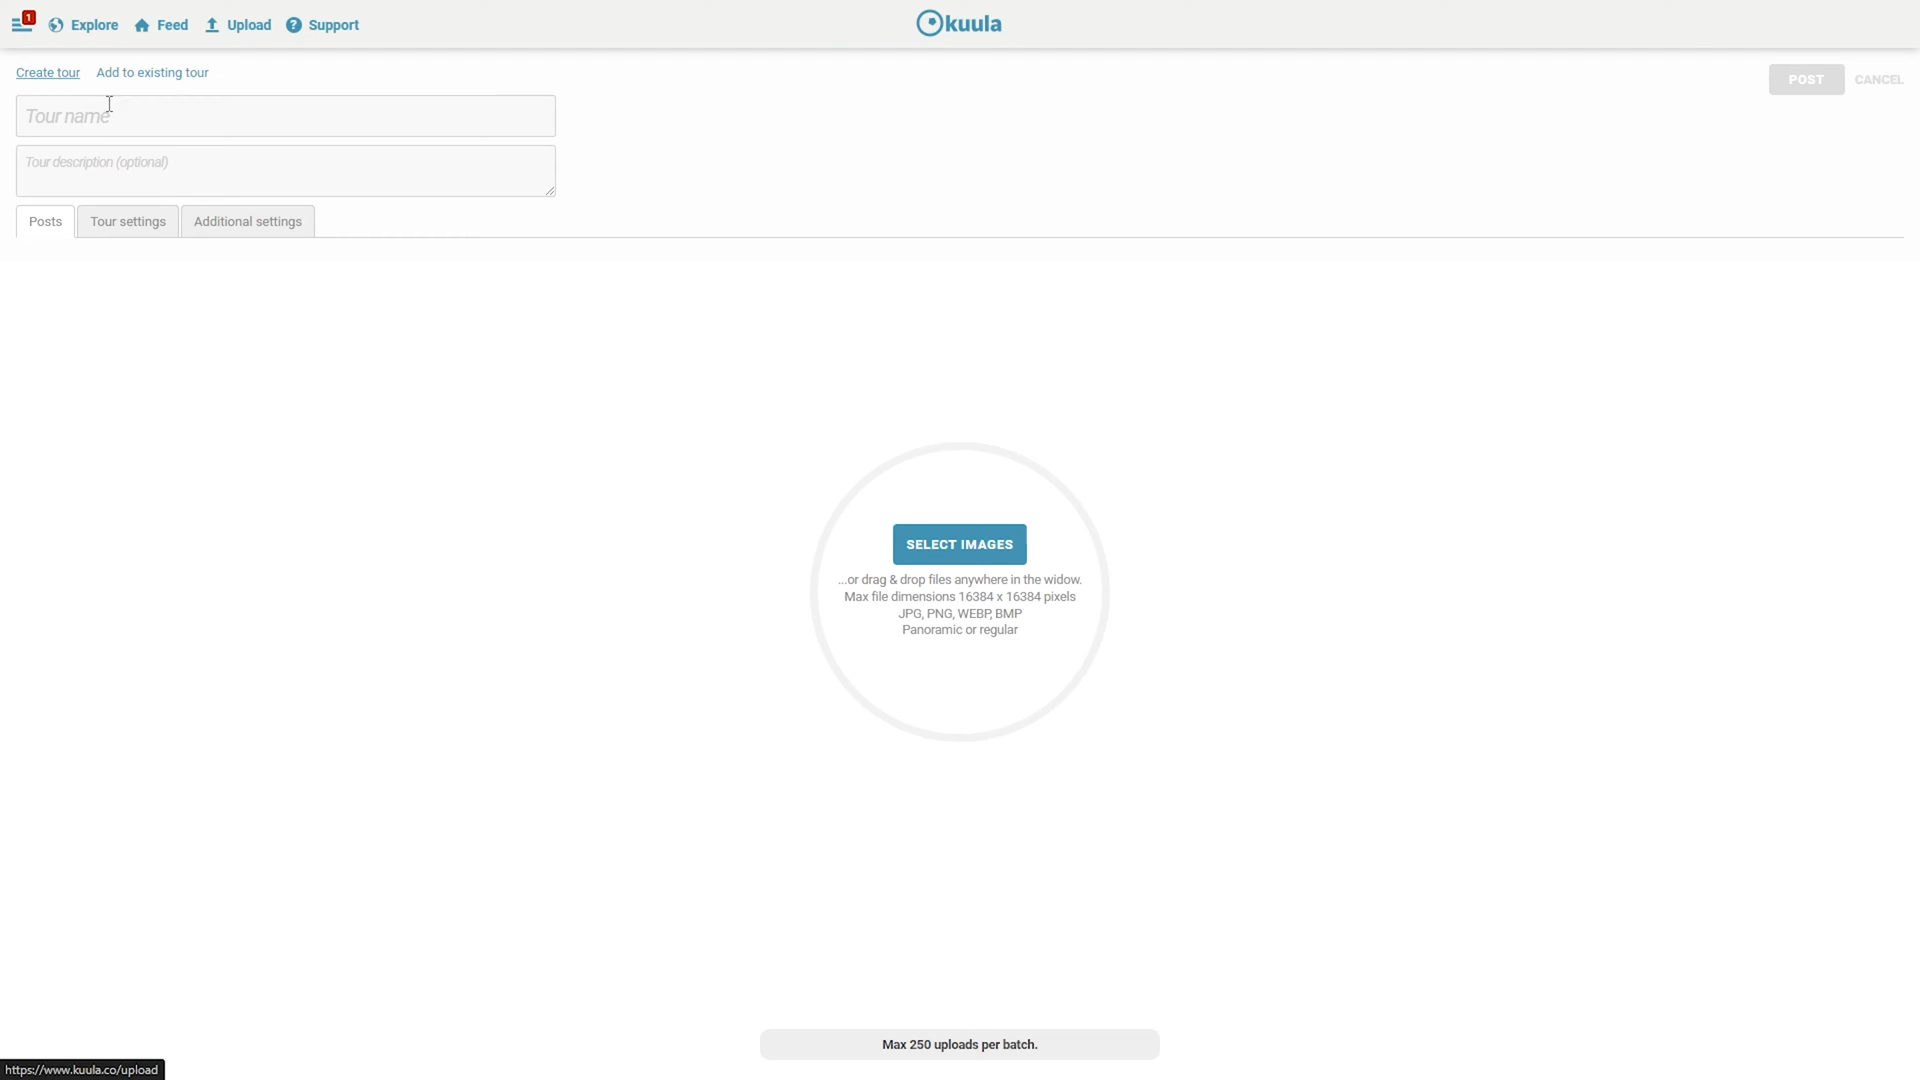 1
Explore
Feed
Upload
Support
kuula
Create tour
Add to existing tour
POST
CANCEL
Tour name
Tour description (optional)
Posts
Tour settings
Additional settings
SELECT IMAGES
...or drag & drop files anywhere in the widow.
Max file dimensions 16384 x 16384 pixels
JPG, PNG, WEBP, BMP
Panoramic or regular
Max 250 uploads per batch.
https://www.kuula.co/upload